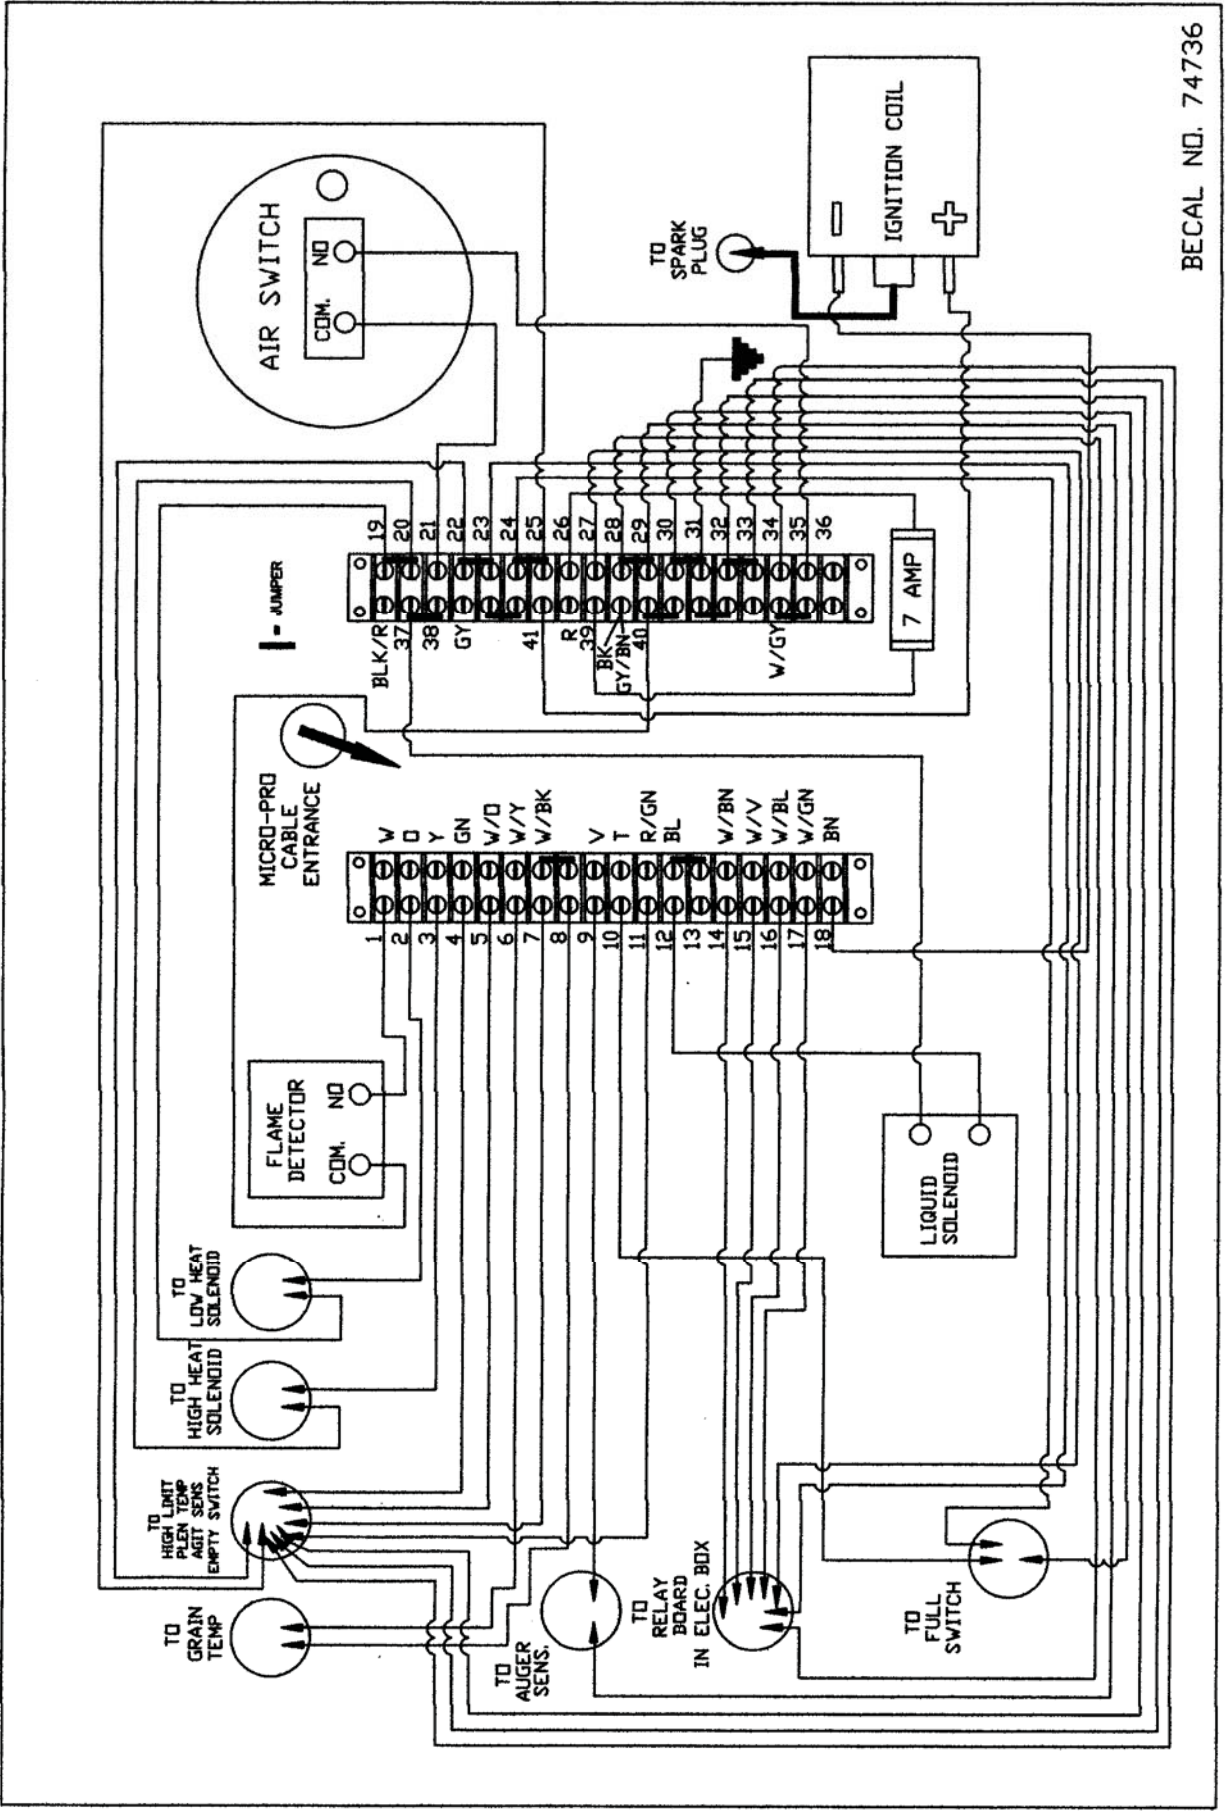 BECAL NO. 74736
AIR SWITCH
COM.
NO
TO
SPARK
PLUG
IGNITION COIL
-
+
= JUMPER
19
20
21
22
23
24
25
26
27
28
29
30
31
32
33
34
35
36
BLK/R
37
38
GY
41
R
39
BK
GY/BN
40
W/GY
7 AMP
MICRO-PRO
CABLE
ENTRANCE
W
O
Y
GN
W/O
W/Y
W/BK
V
T
R/GN
BL
W/BN
W/V
W/BL
W/GN
BN
1
2
3
4
5
6
7
8
9
10
11
12
13
14
15
16
17
18
FLAME
DETECTOR
COM.
NO
LIQUID
SOLENOID
TO
LOW HEAT
SOLENOID
TO
HIGH HEAT
SOLENOID
TO
HIGH LIMIT
PLEN TEMP
AGIT SENS
EMPTY SWITCH
TO
GRAIN
TEMP
TO
AUGER
SENS.
TO
RELAY
BOARD
IN ELEC. BOX
TO
FULL
SWITCH